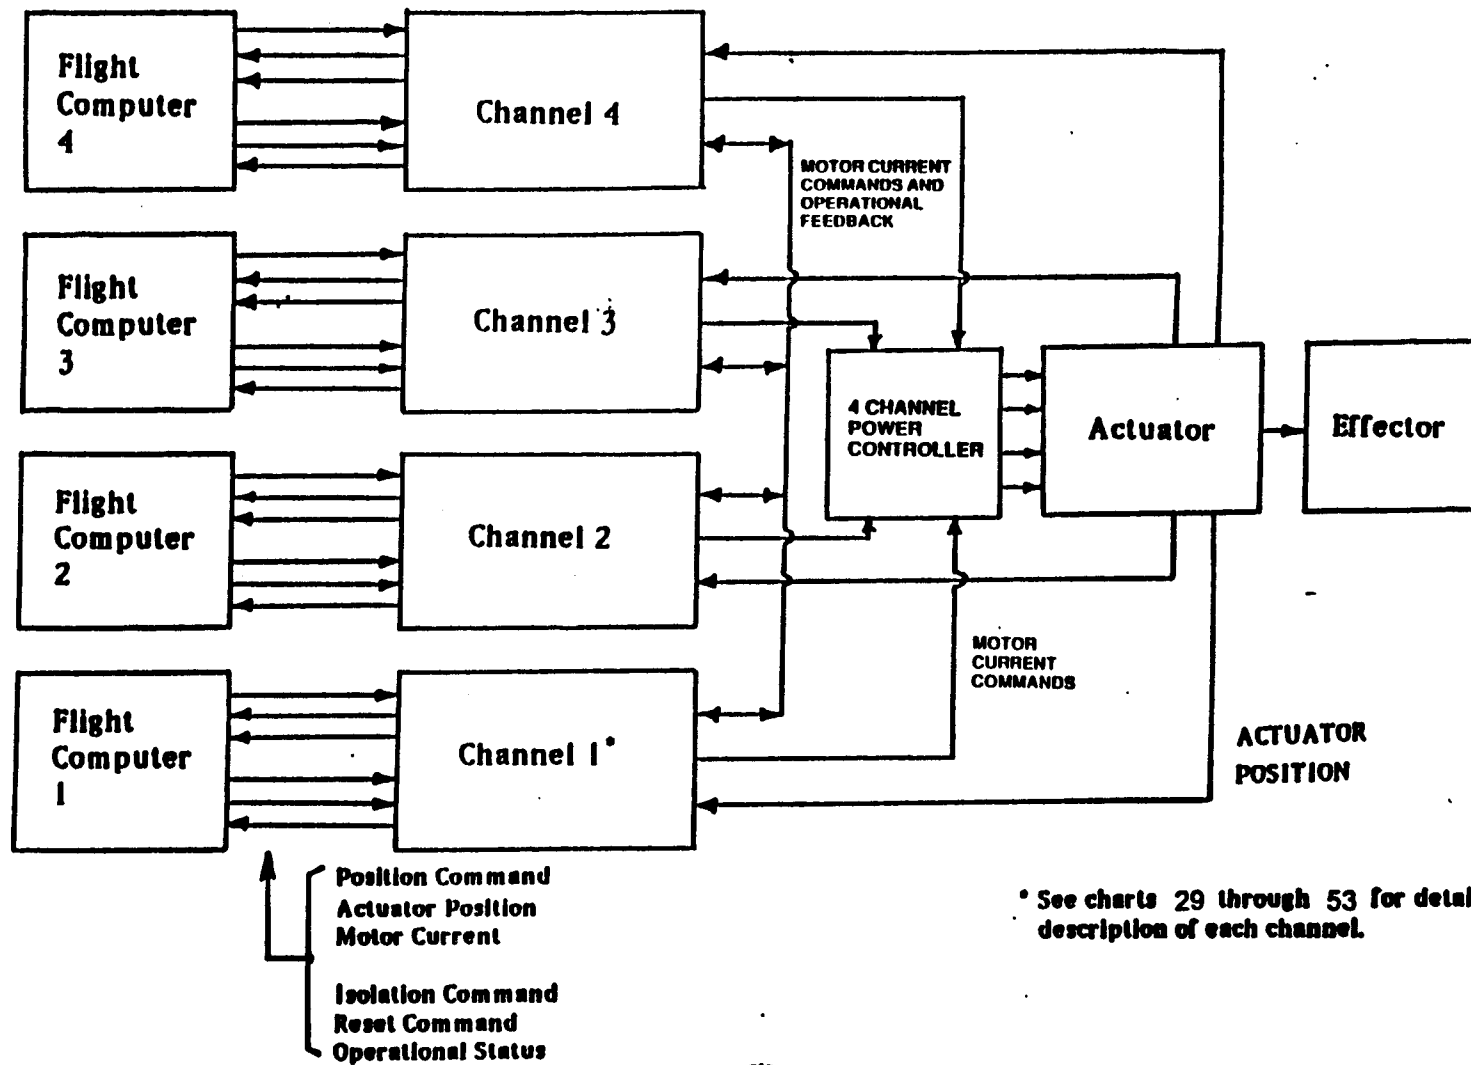 Flight
Computer
4
Channel 4
MOTOR CURRENT
COMMANDS AND
OPERATIONAL
FEEDBACK
Flight
Computer
3
Channel 3
4 CHANNEL
POWER
CONTROLLER
Actuator
Effector
Flight
Computer
2
Channel 2
MOTOR
CURRENT
COMMANDS
Flight
Computer
1
Channel 1*
ACTUATOR
POSITION
Position Command
Actuator Position
Motor Current
Isolation Command
Reset Command
Operational Status
* See charts 29 through 53 for detai
description of each channel.